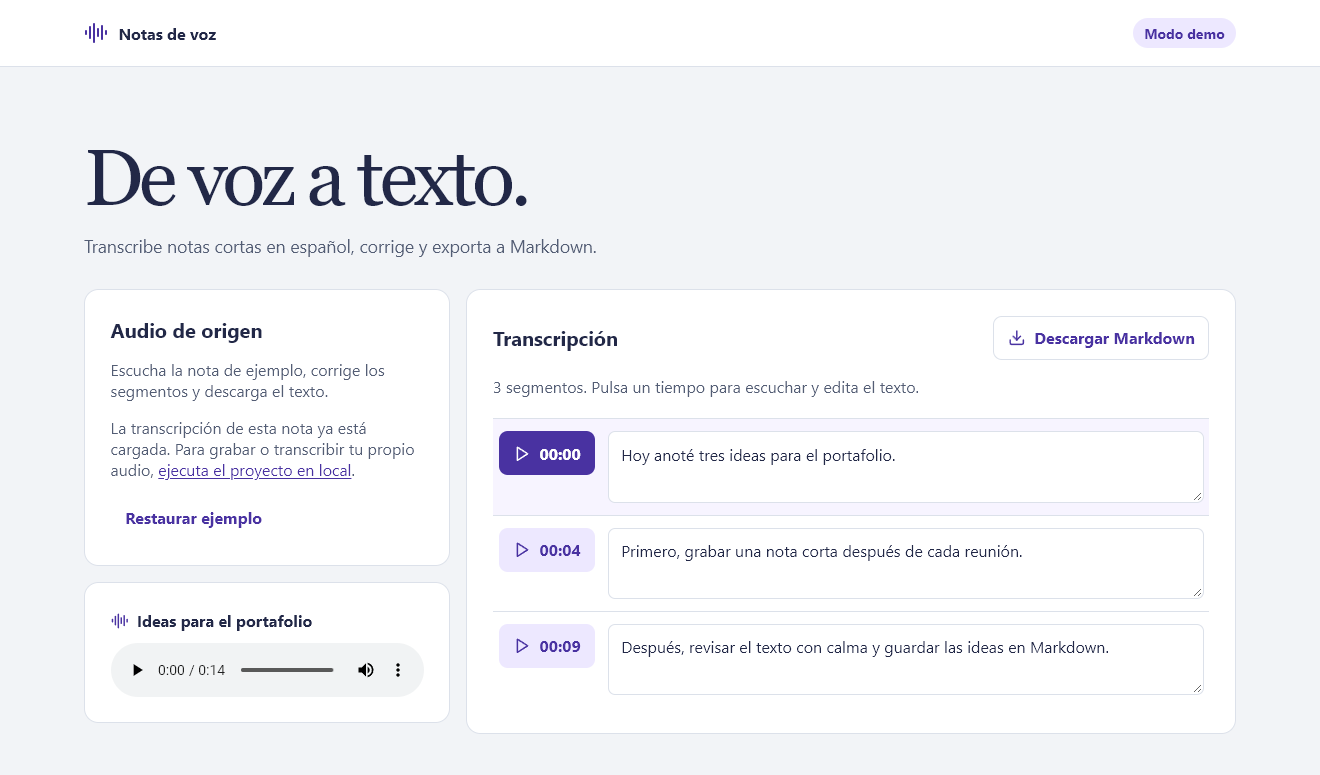 Notas de voz
Modo demo
De voz a texto.
Transcribe notas cortas en español, corrige y exporta a Markdown.
Audio de origen
Escucha la nota de ejemplo, corrige los
segmentos y descarga el texto.
La transcripción de esta nota ya está
cargada. Para grabar o transcribir tu propio
audio, ejecuta el proyecto en local.
Restaurar ejemplo
Ideas para el portafolio
0:00 / 0:14
Transcripción
Descargar Markdown
3 segmentos. Pulsa un tiempo para escuchar y edita el texto.
00:00
Hoy anoté tres ideas para el portafolio.
00:04
Primero, grabar una nota corta después de cada reunión.
00:09
Después, revisar el texto con calma y guardar las ideas en Markdown.